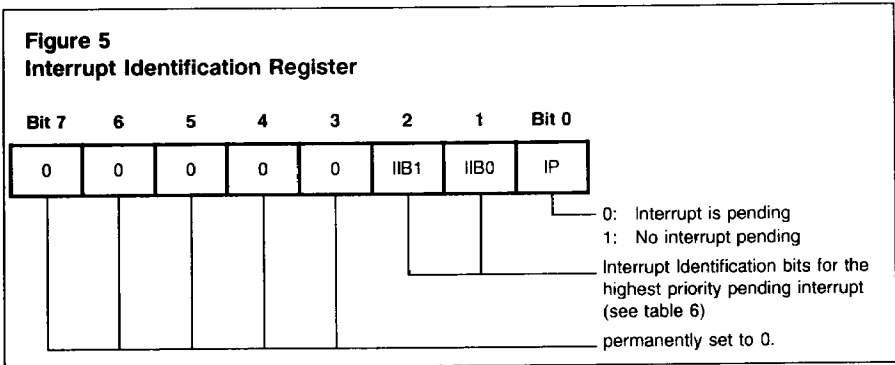 Figure 5
Interrupt Identification Register
Bit 7 6 5 4 3 2 1 Bit 0
0 0 0 0 0 IIB1 IIB0 IP
0: Interrupt is pending
1: No interrupt pending
Interrupt Identification bits for the
highest priority pending interrupt
(see table 6)
permanently set to 0.